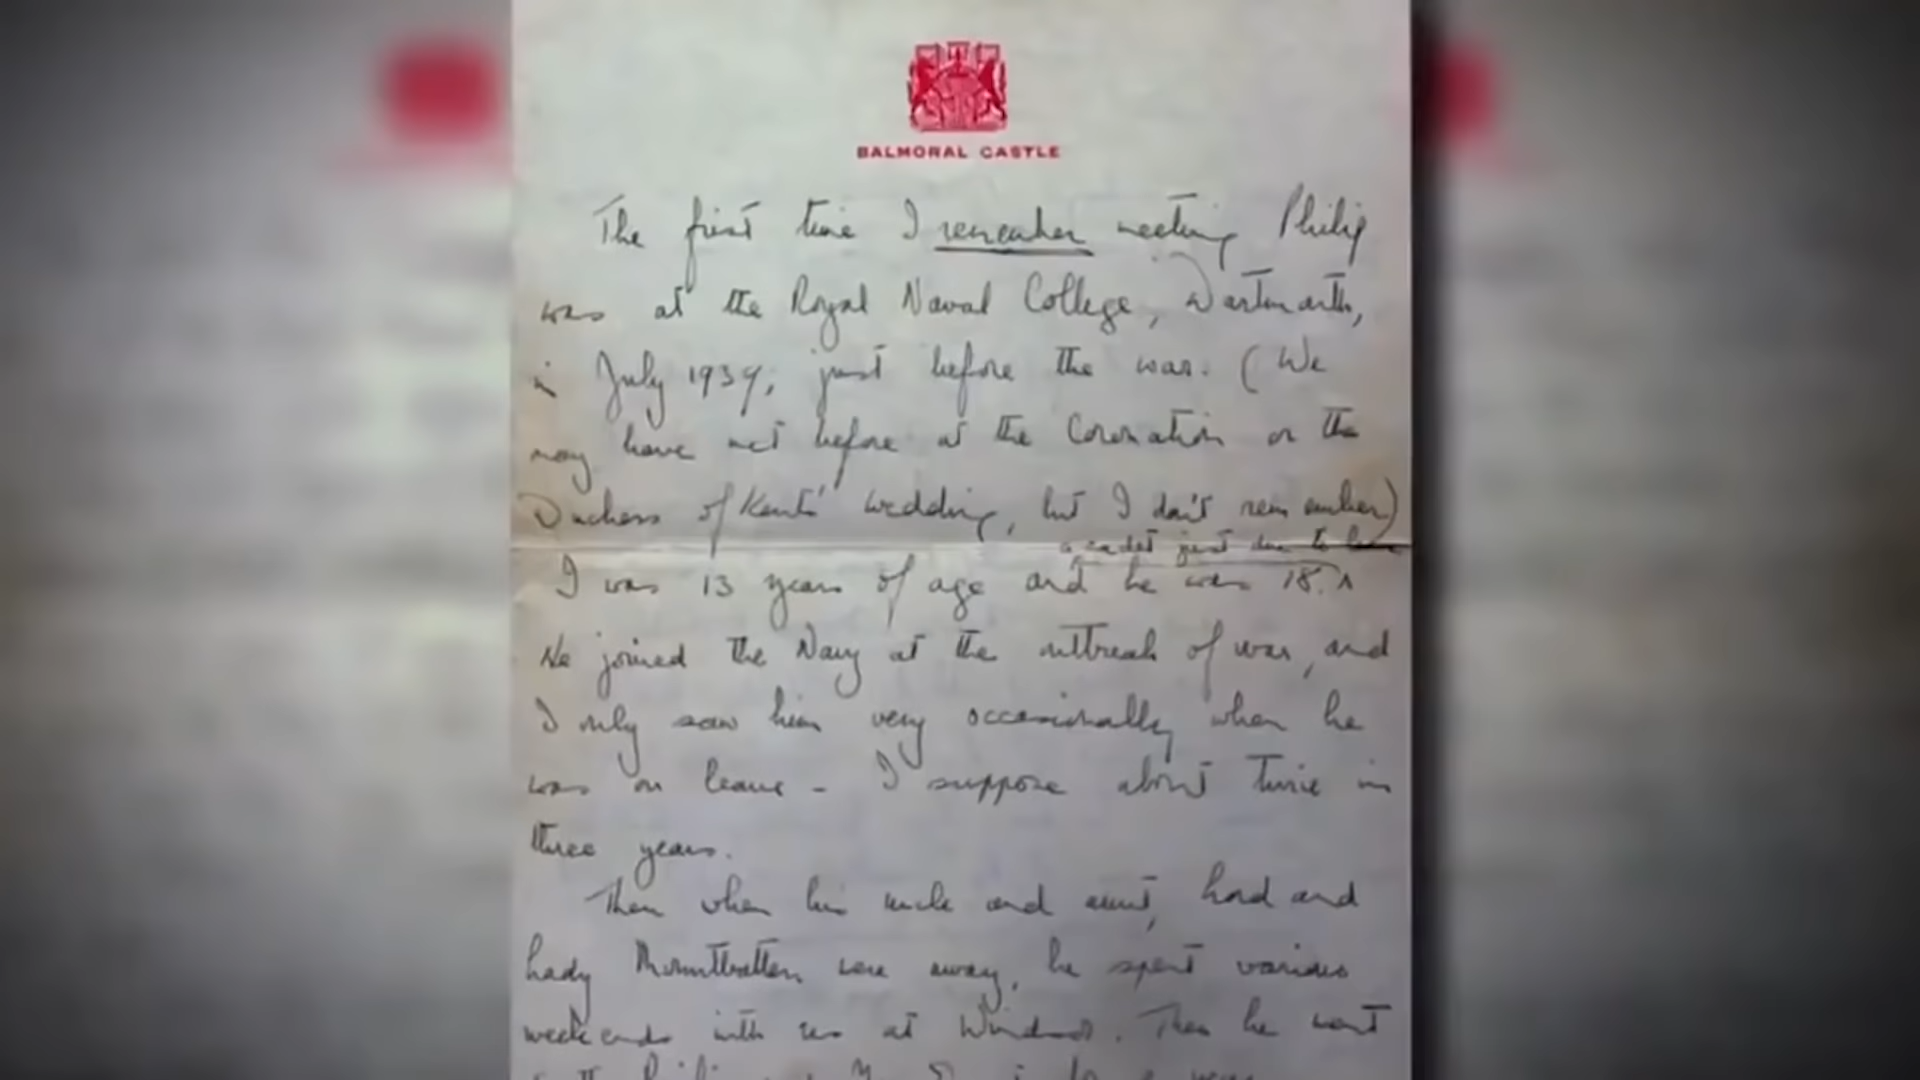 BALMORAL CASTLE
The first time I remember meeting Philip
was at the Royal Naval College, Dartmouth,
in July 1939, just before the war. (We
may have met before at the Coronation or the
Duchess of Kent's wedding, but I don't remember)
a cadet just due to leave
I was 13 years of age and he was 18.
He joined the Navy at the outbreak of war, and
I only saw him very occasionally when he
was on leave - I suppose about twice in
three years.
Then when his uncle and aunt, Lord and
Lady Mountbatten were away, he spent various
weekends with us at Windsor. Then he went